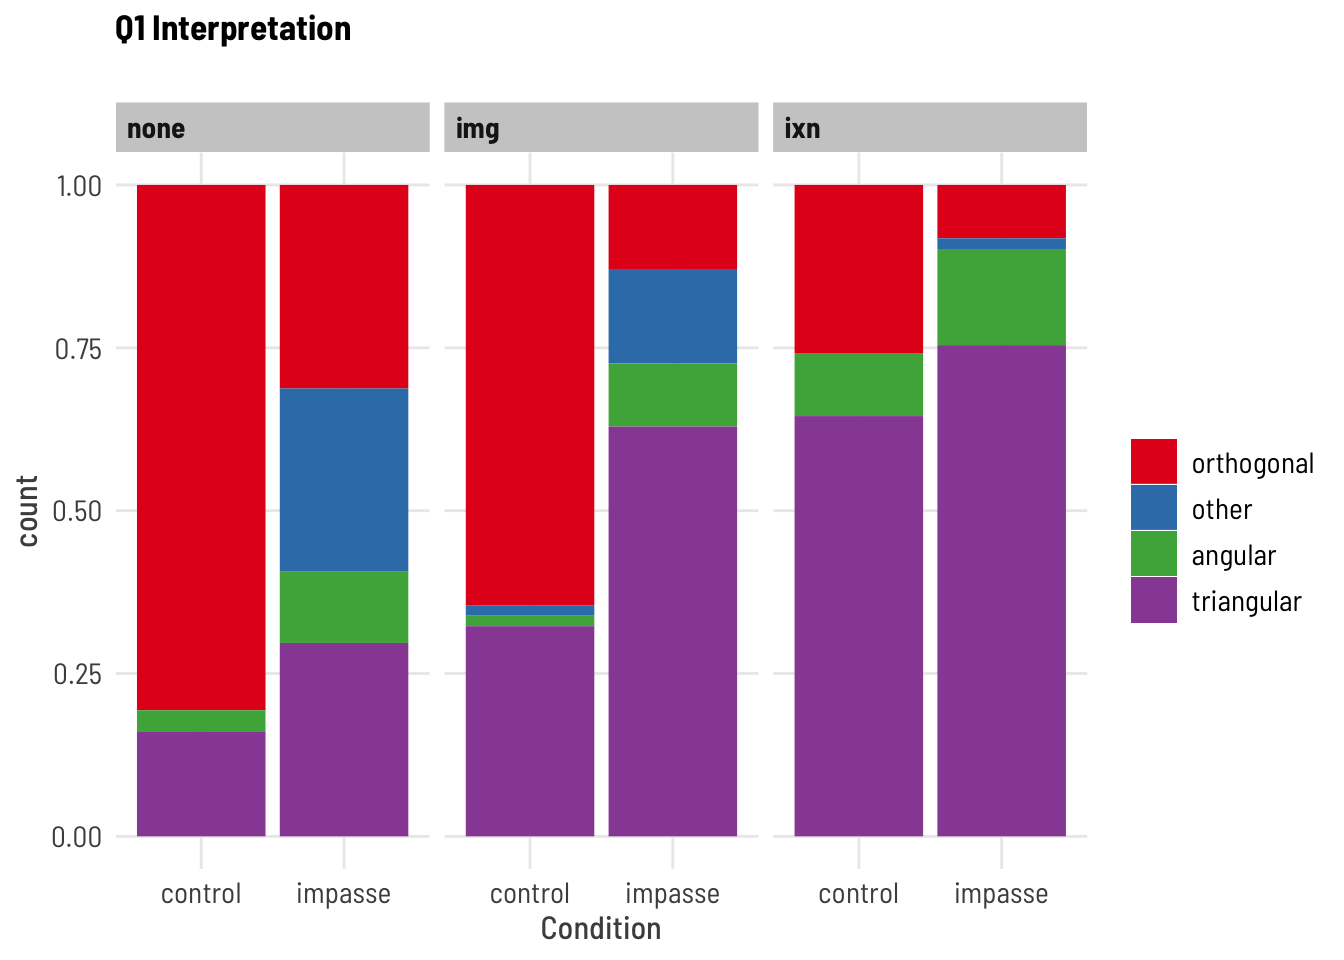 Q1 Interpretation
none
img
ixn
1.00
0.75
0.50
0.25
0.00
count
control impasse
control impasse
control impasse
Condition
orthogonal
other
angular
triangular